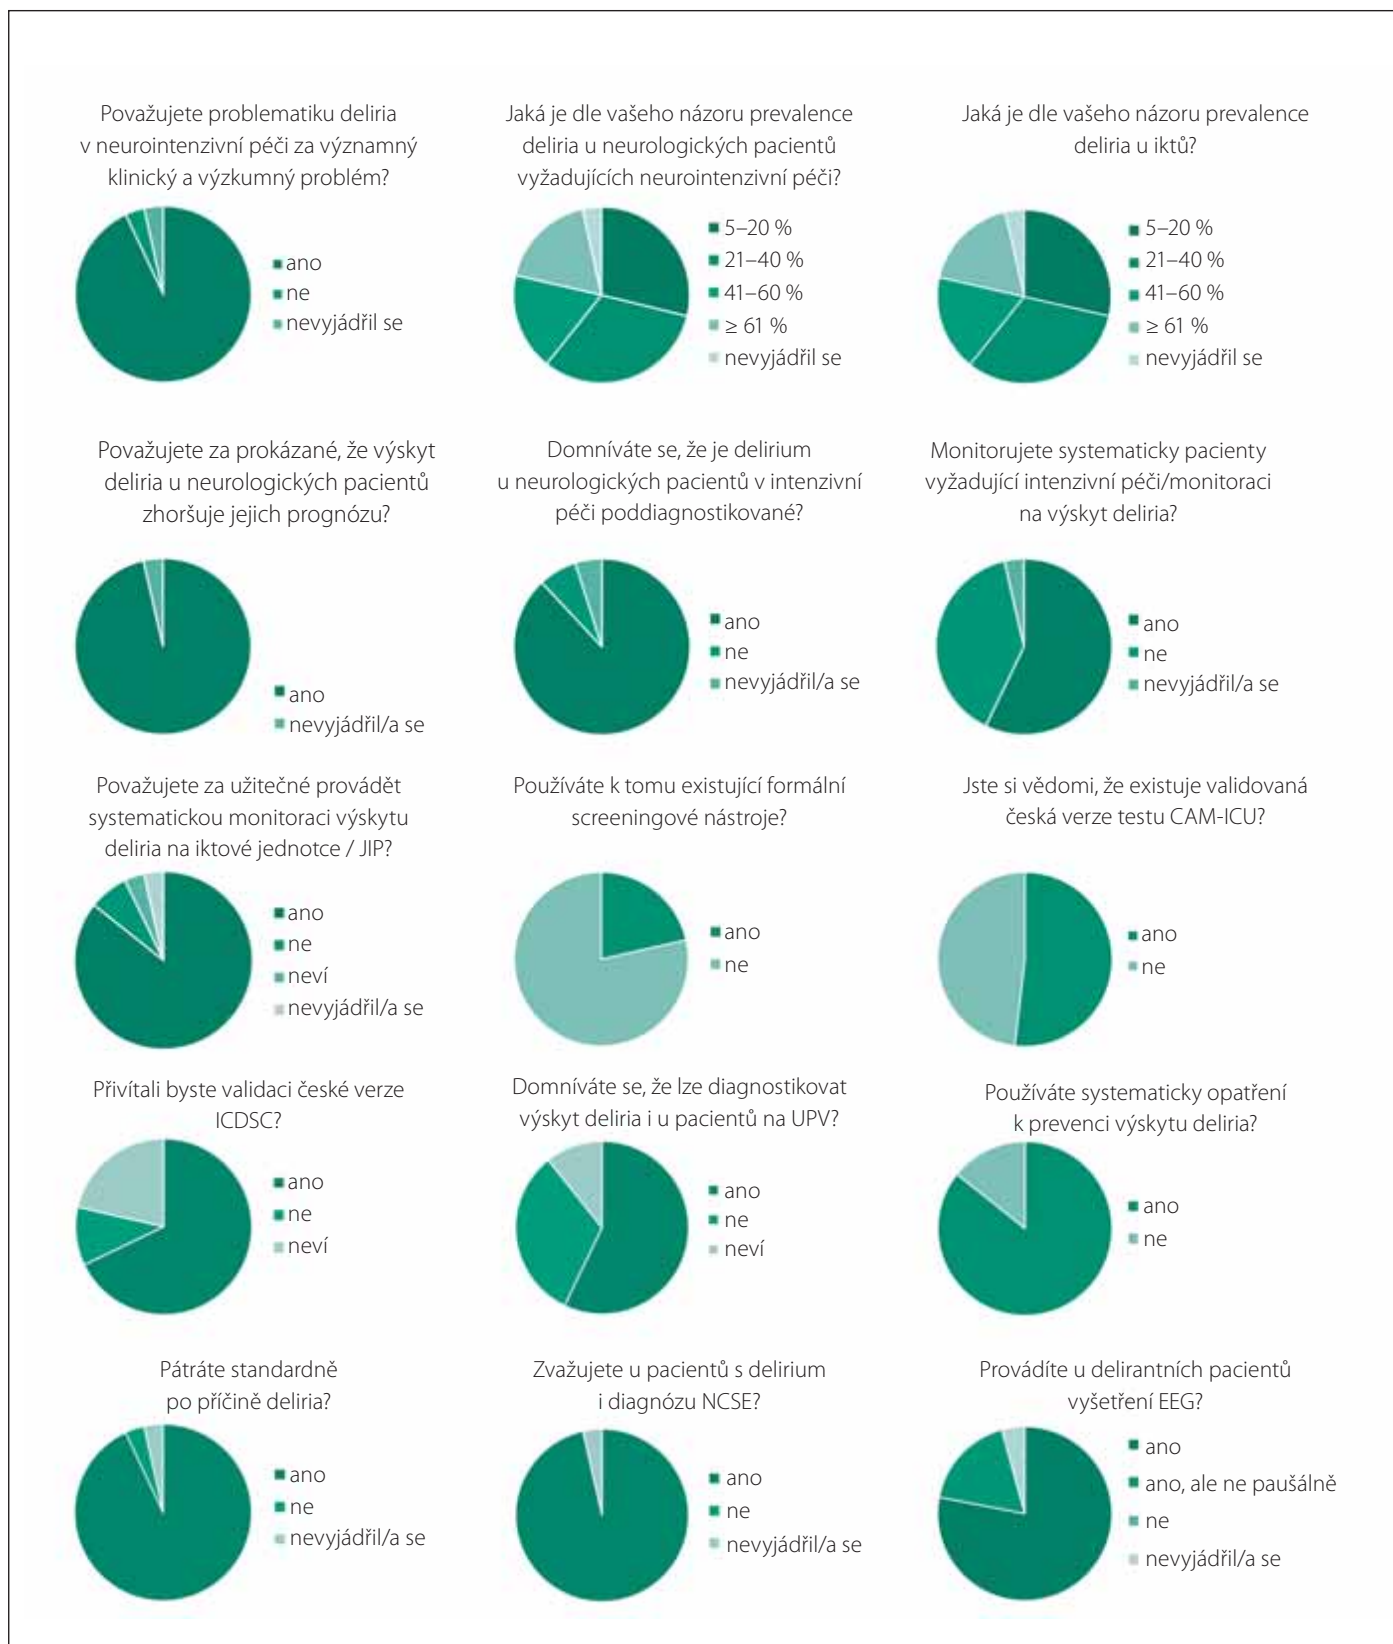 Považujete problematiku deliria
v neurointenzivní péči za významný
klinický a výzkumný problém?
ano
ne
nevyjádřil se
Jaká je dle vašeho názoru prevalence
deliria u neurologických pacientů
vyžadujících neurointenzivní péči?
5–20 %
21–40 %
41–60 %
≥ 61 %
nevyjádřil se
Jaká je dle vašeho názoru prevalence
deliria u iktů?
5–20 %
21–40 %
41–60 %
≥ 61 %
nevyjádřil se
Považujete za prokázané, že výskyt
deliria u neurologických pacientů
zhoršuje jejich prognózu?
ano
nevyjádřil/a se
Domníváte se, že je delirium
u neurologických pacientů v intenzivní
péči poddiagnostikované?
ano
ne
nevyjádřil/a se
Monitorujete systematicky pacienty
vyžadující intenzivní péči/monitoraci
na výskyt deliria?
ano
ne
nevyjádřil/a se
Považujete za užitečné provádět
systematickou monitoraci výskytu
deliria na iktové jednotce / JIP?
ano
ne
neví
nevyjádřil/a se
Používáte k tomu existující formální
screeningové nástroje?
ano
ne
Jste si vědomi, že existuje validovaná
česká verze testu CAM-ICU?
ano
ne
Přivítali byste validaci české verze
ICDSC?
ano
ne
neví
Domníváte se, že lze diagnostikovat
výskyt deliria i u pacientů na UPV?
ano
ne
neví
Používáte systematicky opatření
k prevenci výskytu deliria?
ano
ne
Pátráte standardně
po příčině deliria?
ano
ne
nevyjádřil/a se
Zvažujete u pacientů s delirium
i diagnózu NCSE?
ano
ne
nevyjádřil/a se
Provádíte u delirantních pacientů
vyšetření EEG?
ano
ano, ale ne paušálně
ne
nevyjádřil/a se